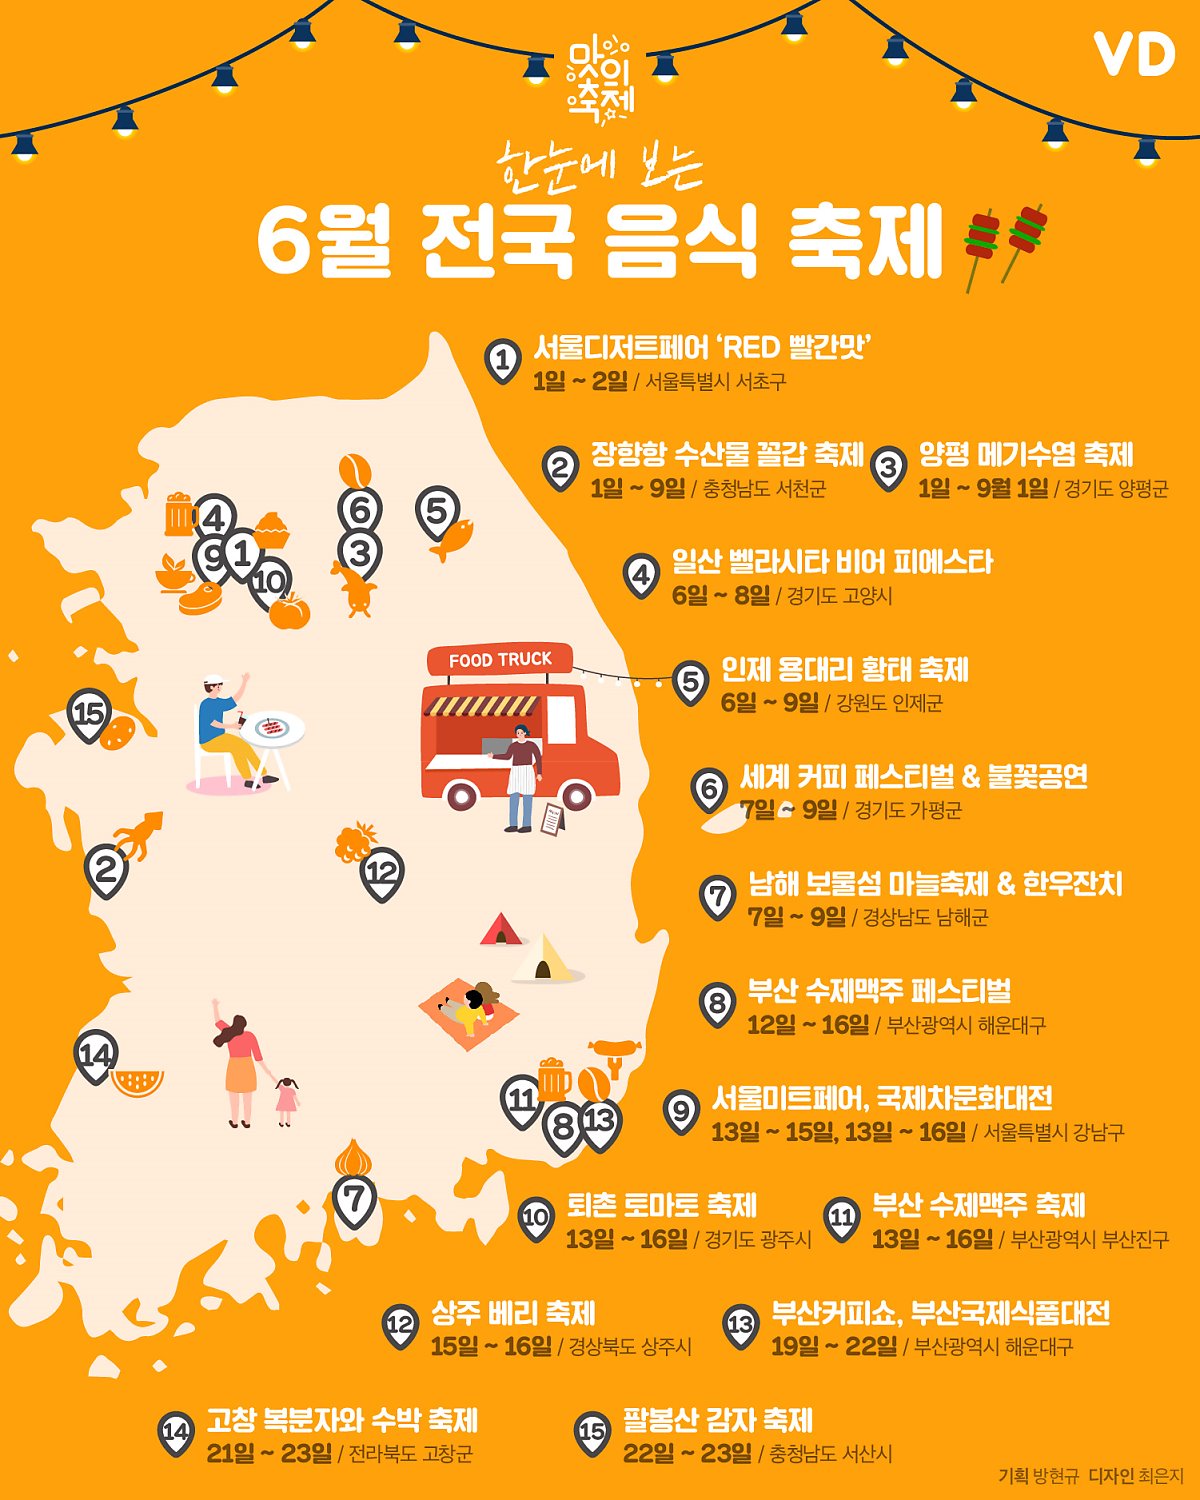 맛의
축제
VD
한눈에 보는
6월 전국 음식 축제
1 서울디저트페어 ‘RED 빨간맛’
1일 ~ 2일 / 서울특별시 서초구
2 장항항 수산물 꼴갑 축제
1일 ~ 9일 / 충청남도 서천군
3 양평 메기수염 축제
1일 ~ 9월 1일 / 경기도 양평군
4 일산 벨라시타 비어 피에스타
6일 ~ 8일 / 경기도 고양시
5 인제 용대리 황태 축제
6일 ~ 9일 / 강원도 인제군
6 세계 커피 페스티벌 & 불꽃공연
7일 ~ 9일 / 경기도 가평군
7 남해 보물섬 마늘축제 & 한우잔치
7일 ~ 9일 / 경상남도 남해군
8 부산 수제맥주 페스티벌
12일 ~ 16일 / 부산광역시 해운대구
9 서울미트페어, 국제차문화대전
13일 ~ 15일, 13일 ~ 16일 / 서울특별시 강남구
10 퇴촌 토마토 축제
13일 ~ 16일 / 경기도 광주시
11 부산 수제맥주 축제
13일 ~ 16일 / 부산광역시 부산진구
12 상주 베리 축제
15일 ~ 16일 / 경상북도 상주시
13 부산커피쇼, 부산국제식품대전
19일 ~ 22일 / 부산광역시 해운대구
14 고창 복분자와 수박 축제
21일 ~ 23일 / 전라북도 고창군
15 팔봉산 감자 축제
22일 ~ 23일 / 충청남도 서산시
4
6
5
9
1
3
10
FOOD TRUCK
15
2
12
14
11
8
13
7
기획 방현규 디자인 최은지